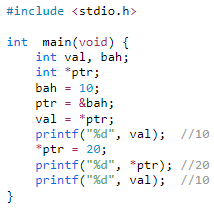 #include <stdio.h>
int  main(void) {
    int val, bah;
    int *ptr;
    bah = 10;
    ptr = &bah;
    val = *ptr;
    printf("%d", val);  //10
    *ptr = 20;
    printf("%d", *ptr); //20
    printf("%d", val);  //10
}